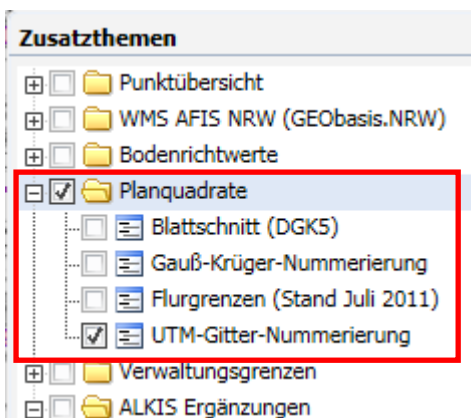 Zusatzthemen
Punktübersicht
WMS AFIS NRW (GEObasis.NRW)
Bodenrichtwerte
Planquadrate
Blattschnitt (DGK5)
Gauß-Krüger-Nummerierung
Flurgrenzen (Stand Juli 2011)
UTM-Gitter-Nummerierung
Verwaltungsgrenzen
ALKIS Ergänzungen